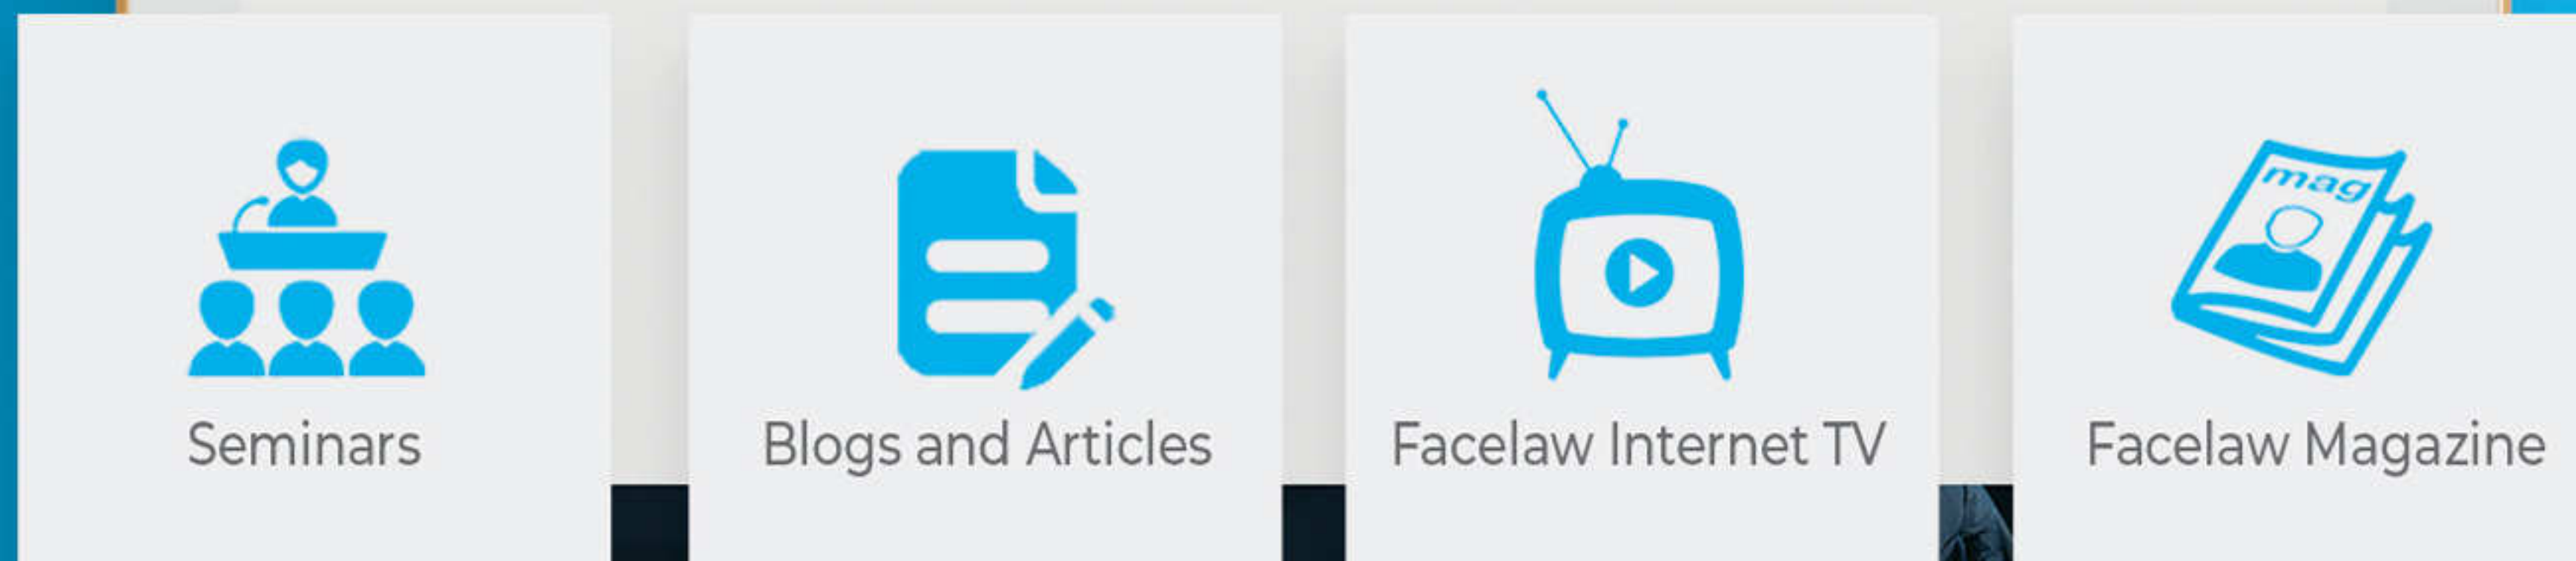 mag
Seminars
Blogs and Articles
Facelaw Internet TV
Facelaw Magazine